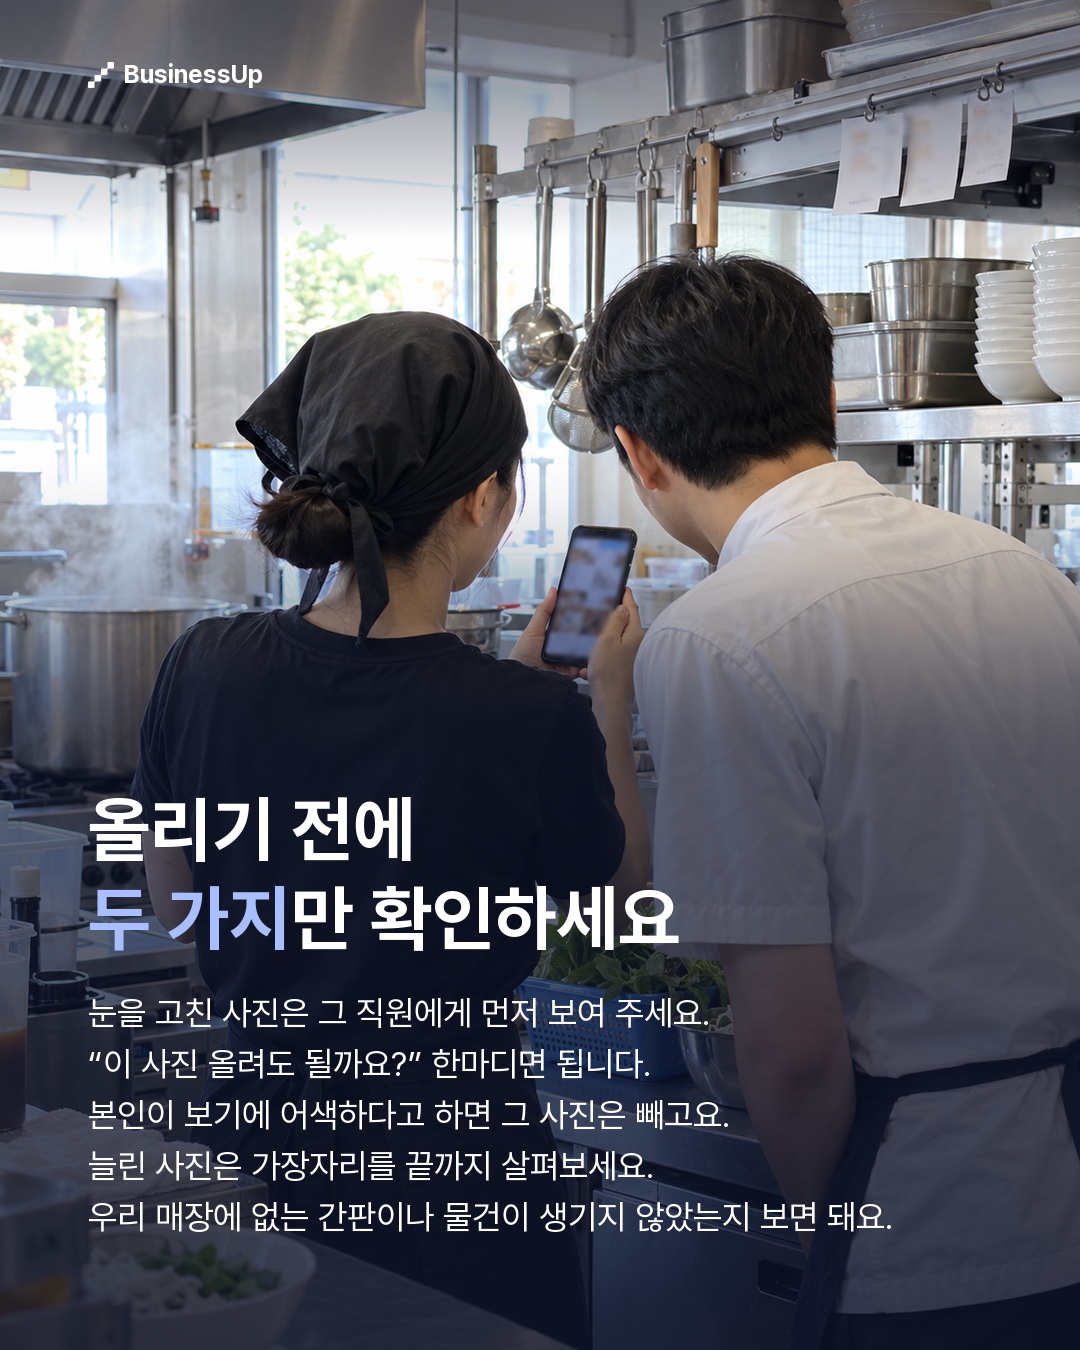 BusinessUp
올리기 전에
두 가지만 확인하세요
눈을 고친 사진은 그 직원에게 먼저 보여 주세요.
“이 사진 올려도 될까요?” 한마디면 됩니다.
본인이 보기에 어색하다고 하면 그 사진은 빼고요.
늘린 사진은 가장자리를 끝까지 살펴보세요.
우리 매장에 없는 간판이나 물건이 생기지 않았는지 보면 돼요.